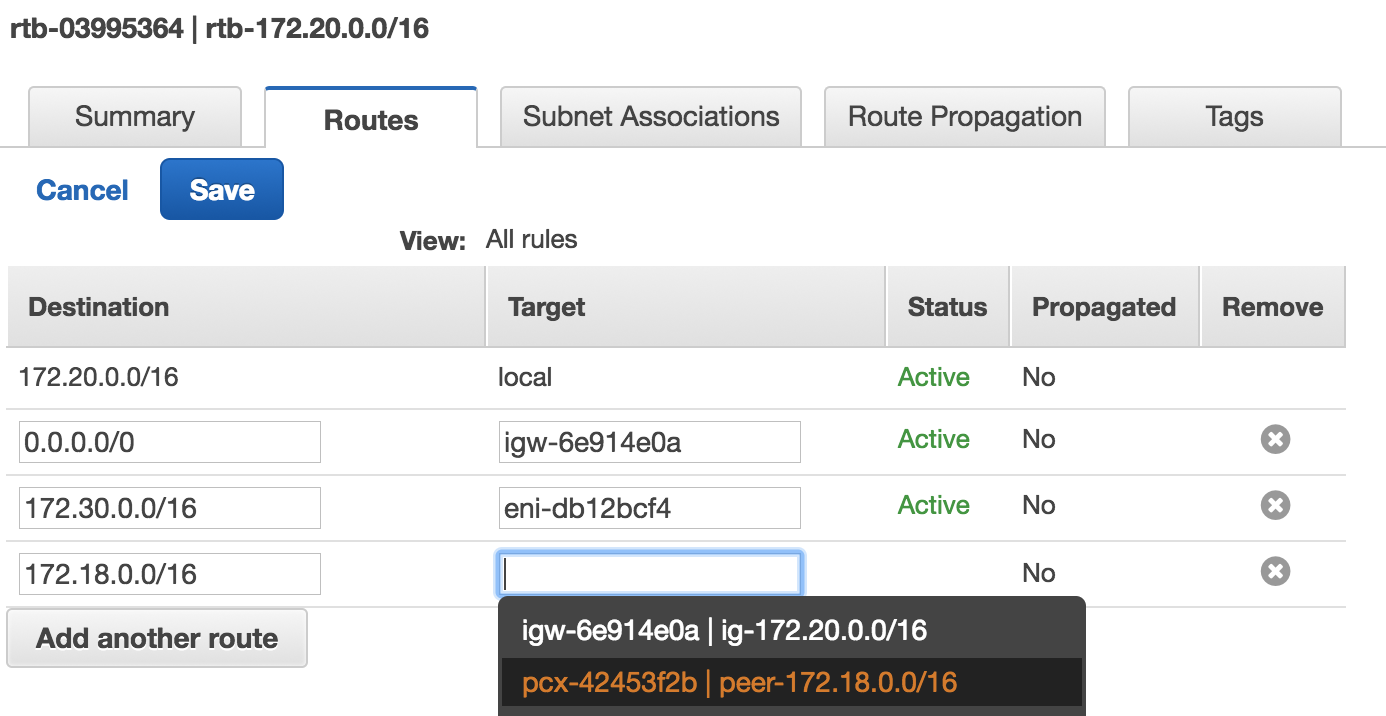 rtb-03995364 | rtb-172.20.0.0/16
Summary Routes Subnet Associations Route Propagation Tags
Cancel Save
View: All rules
Destination Target Status Propagated Remove
172.20.0.0/16 local Active No
0.0.0.0/0 igw-6e914e0a Active No
172.30.0.0/16 eni-db12bcf4 Active No
172.18.0.0/16 No
Add another route
igw-6e914e0a | ig-172.20.0.0/16
pcx-42453f2b | peer-172.18.0.0/16